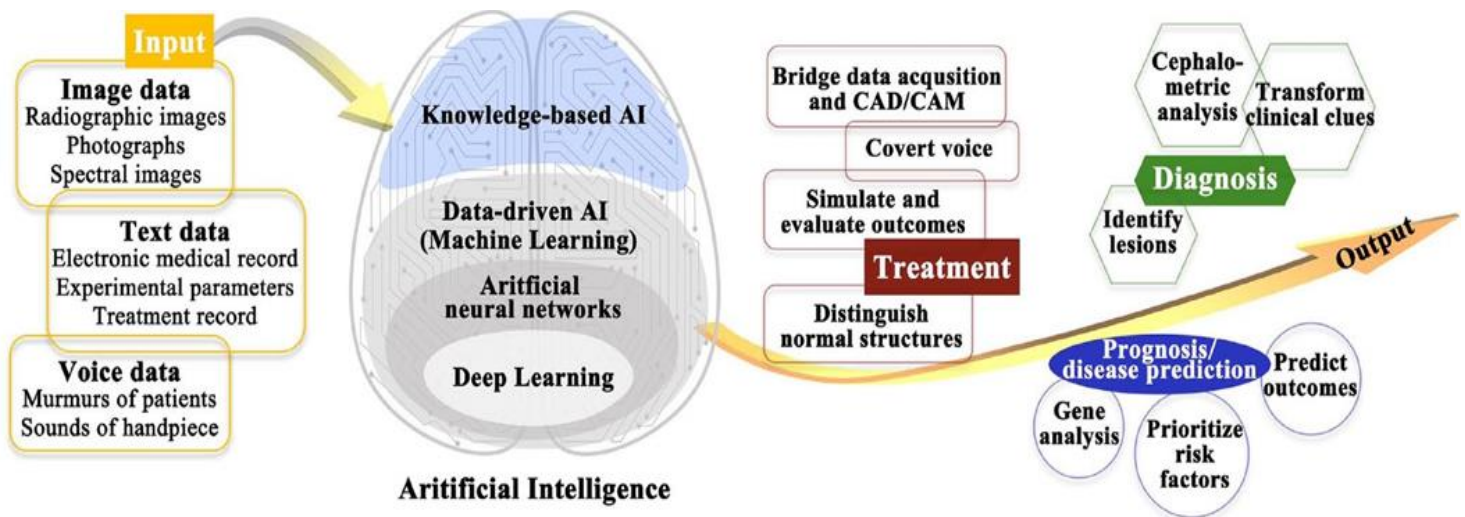 Input
Image data
Radiographic images
Photographs
Spectral images
Text data
Electronic medical record
Experimental parameters
Treatment record
Voice data
Murmurs of patients
Sounds of handpiece
Knowledge-based AI
Data-driven AI
(Machine Learning)
Aritficial
neural networks
Deep Learning
Aritificial Intelligence
Bridge data acqusition
and CAD/CAM
Covert voice
Simulate and
evaluate outcomes
Treatment
Distinguish
normal structures
Cephalo-
metric
analysis
Transform
clinical clues
Diagnosis
Identify
lesions
Output
Prognosis/
disease prediction
Gene
analysis
Prioritize
risk
factors
Predict
outcomes